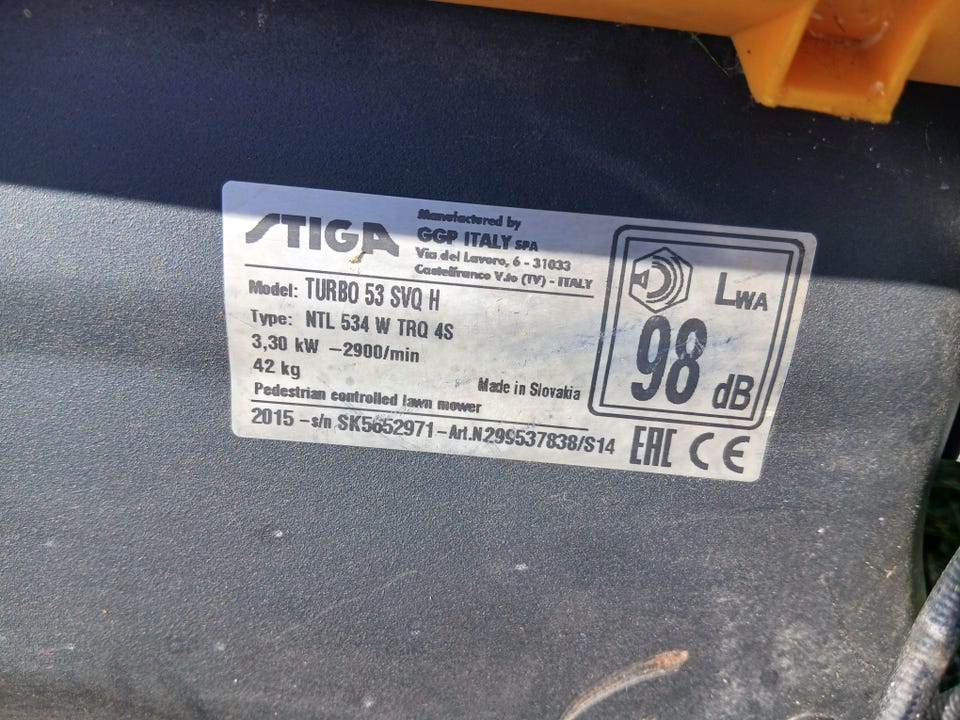 STIGA
Manufactured by
GGP ITALY SPA
Via del Lavoro, 6 - 31033
Castelfranco V.to (TV) - ITALY
Model: TURBO 53 SVQ H
Type: NTL 534 W TRQ 4S
3,30 kW -2900/min
42 kg
Made in Slovakia
Pedestrian controlled lawn mower
2015 - s/n SK5652971 - Art.N299537838/S14
LWA
98 dB
EAC CE